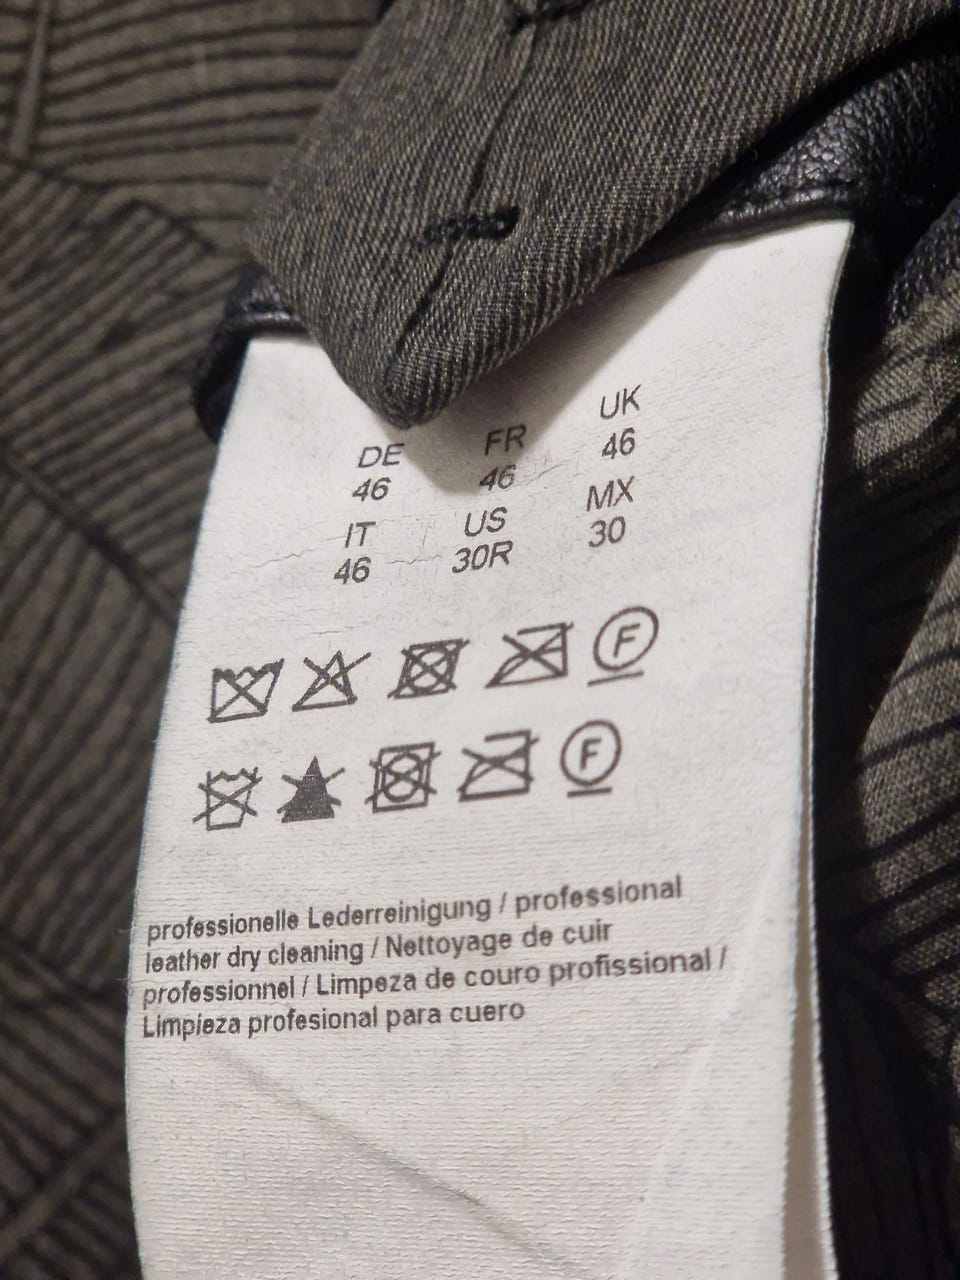 DE FR UK
46 46 46
IT US MX
46 30R 30
F
F
professionelle Lederreinigung / professional
leather dry cleaning / Nettoyage de cuir
professionnel / Limpeza de couro profissional /
Limpieza profesional para cuero